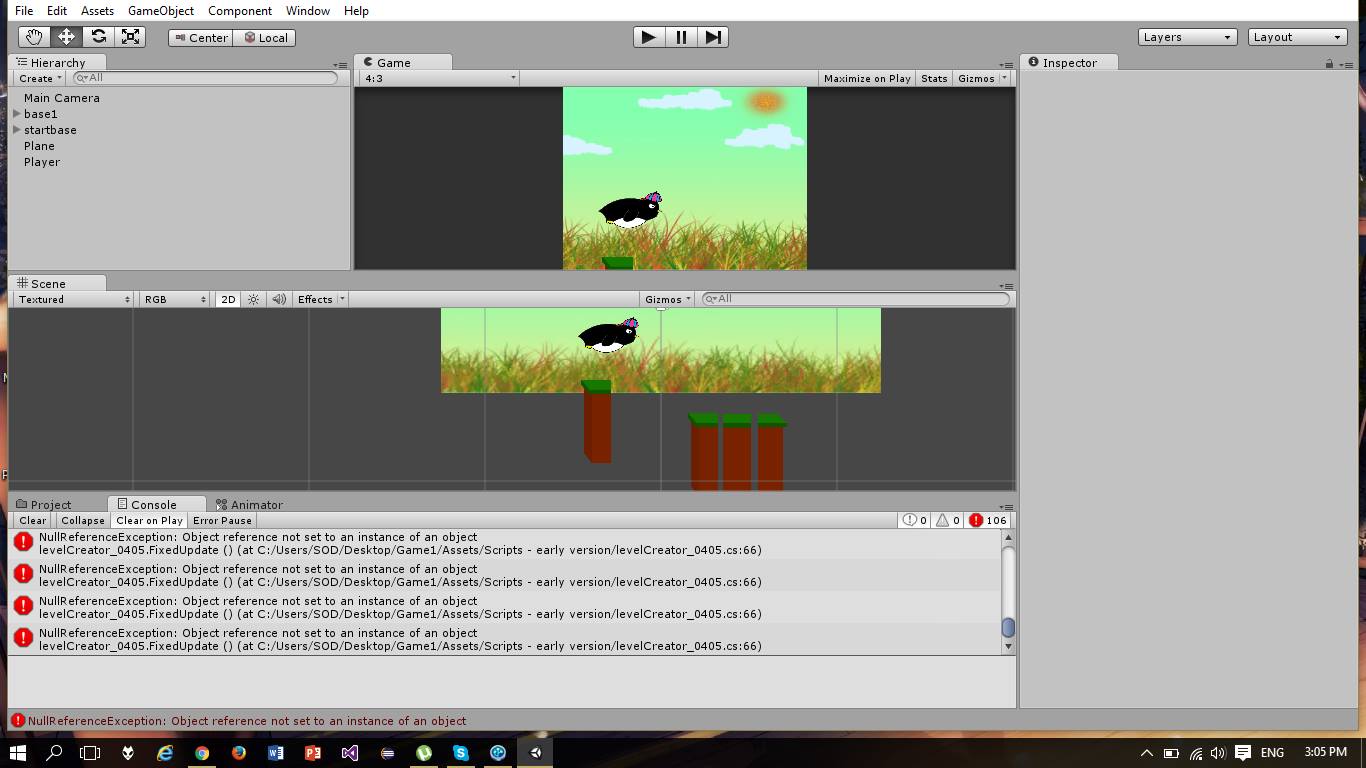 File Edit Assets GameObject Component Window Help
Center Local Layers Layout
Hierarchy
Create All
Main Camera
base1
startbase
Plane
Player
Game
4:3 Maximize on Play Stats Gizmos
Inspector
Scene
Textured RGB 2D Effects Gizmos All
Project Console Animator
Clear Collapse Clear on Play Error Pause 0 0 106
NullReferenceException: Object reference not set to an instance of an object
levelCreator_0405.FixedUpdate () (at C:/Users/SOD/Desktop/Game1/Assets/Scripts - early version/levelCreator_0405.cs:66)
NullReferenceException: Object reference not set to an instance of an object
levelCreator_0405.FixedUpdate () (at C:/Users/SOD/Desktop/Game1/Assets/Scripts - early version/levelCreator_0405.cs:66)
NullReferenceException: Object reference not set to an instance of an object
levelCreator_0405.FixedUpdate () (at C:/Users/SOD/Desktop/Game1/Assets/Scripts - early version/levelCreator_0405.cs:66)
NullReferenceException: Object reference not set to an instance of an object
levelCreator_0405.FixedUpdate () (at C:/Users/SOD/Desktop/Game1/Assets/Scripts - early version/levelCreator_0405.cs:66)
NullReferenceException: Object reference not set to an instance of an object
ENG 3:05 PM